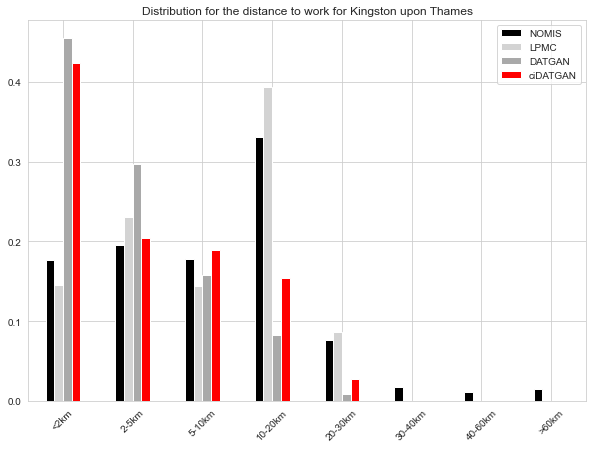 Distribution for the distance to work for Kingston upon Thames
NOMIS
LPMC
DATGAN
ciDATGAN
0.4
0.3
0.2
0.1
0.0
<2km
2-5km
5-10km
10-20km
20-30km
30-40km
40-60km
>60km